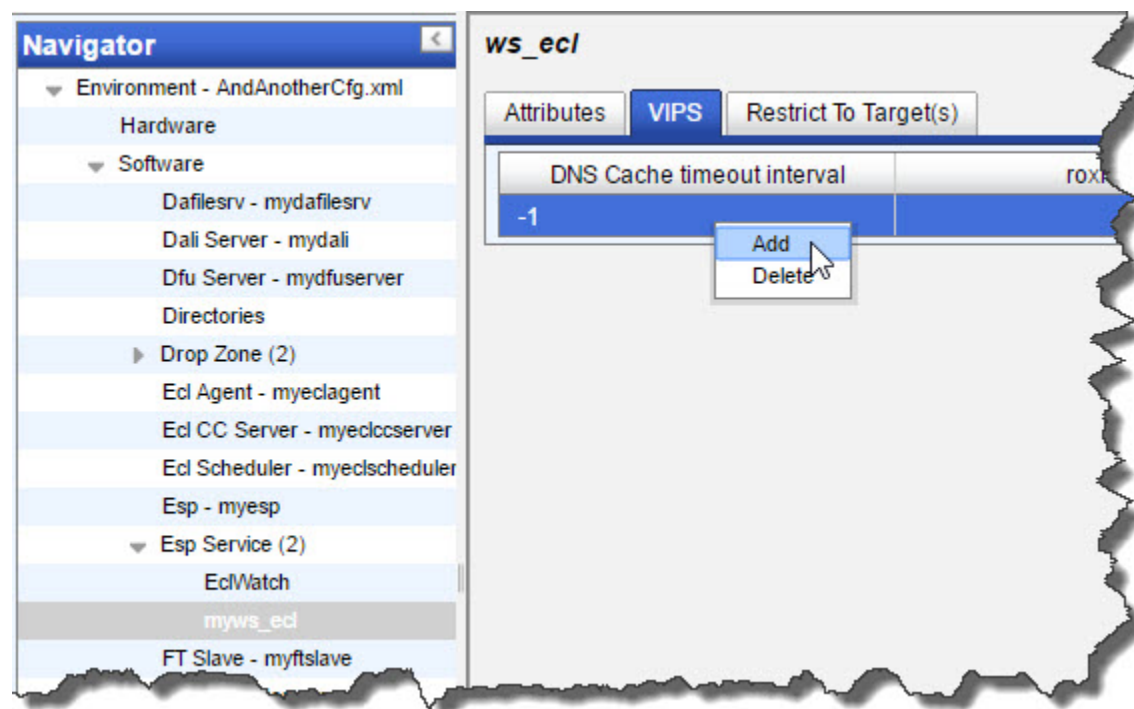 Navigator
Environment - AndAnotherCfg.xml
Hardware
Software
Dafilesrv - mydafilesrv
Dali Server - mydali
Dfu Server - mydfuserver
Directories
Drop Zone (2)
Ecl Agent - myeclagent
Ecl CC Server - myeclccserver
Ecl Scheduler - myeclscheduler
Esp - myesp
Esp Service (2)
EclWatch
myws_ecl
FT Slave - myftslave
ws_ecl
Attributes VIPS Restrict To Target(s)
DNS Cache timeout interval
-1
Add
Delete